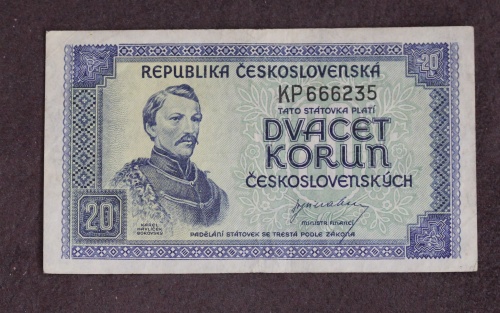 REPUBLIKA ČESKOSLOVENSKÁ
20
KP 666235
TATO STÁTOVKA PLATÍ
DVACET
KORUN
ČESKOSLOVENSKÝCH
MINISTR FINANCÍ
20
KAREL
HAVLÍČEK
BOROVSKÝ
PADĚLÁNÍ STÁTOVEK SE TRESTÁ PODLE ZÁKONA